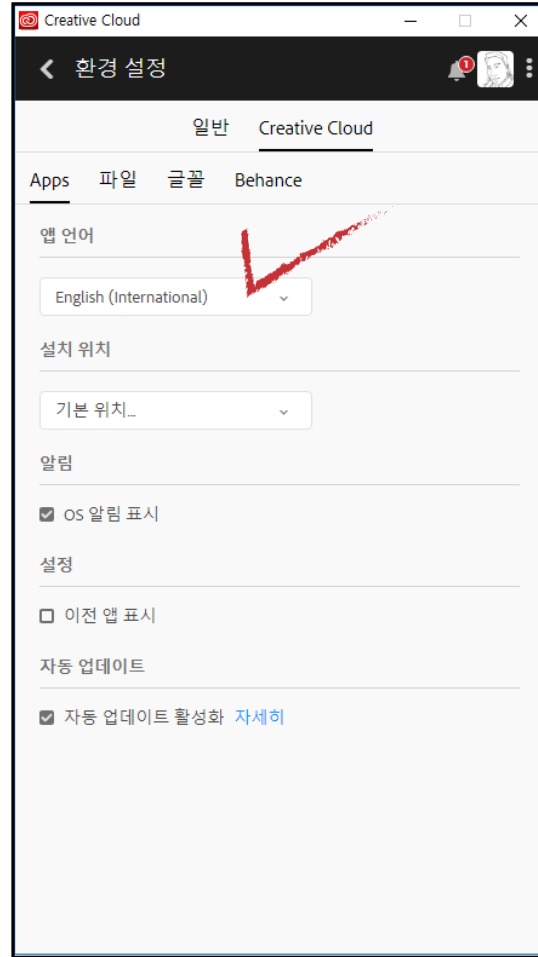 Creative Cloud
환경 설정
1
일반 Creative Cloud
Apps 파일 글꼴 Behance
앱 언어
English (International)
설치 위치
기본 위치...
알림
OS 알림 표시
설정
이전 앱 표시
자동 업데이트
자동 업데이트 활성화 자세히